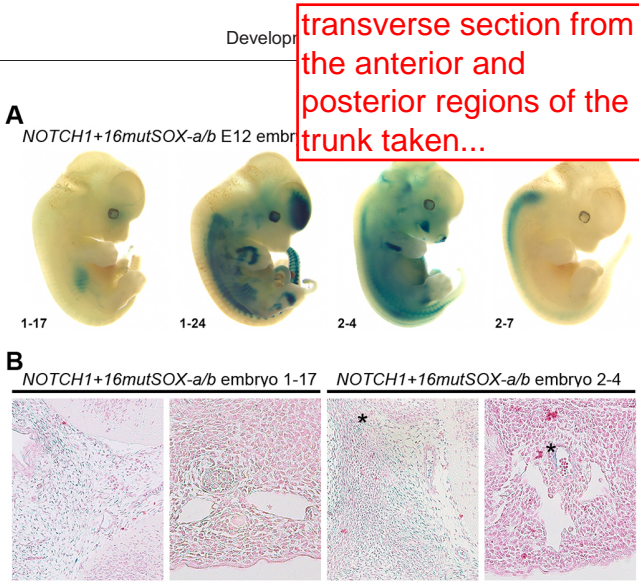 Develop
transverse section from
the anterior and
posterior regions of the
trunk taken...
A
NOTCH1+16mutSOX-a/b E12 embr
1-17
1-24
2-4
2-7
B
NOTCH1+16mutSOX-a/b embryo 1-17
NOTCH1+16mutSOX-a/b embryo 2-4
*
*